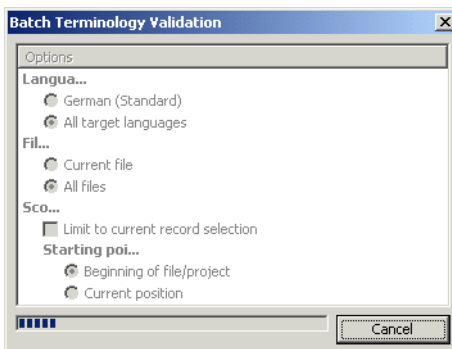 Batch Terminology Validation
Options
Langua...
German (Standard)
All target languages
Fil...
Current file
All files
Sco...
Limit to current record selection
Starting poi...
Beginning of file/project
Current position
Cancel